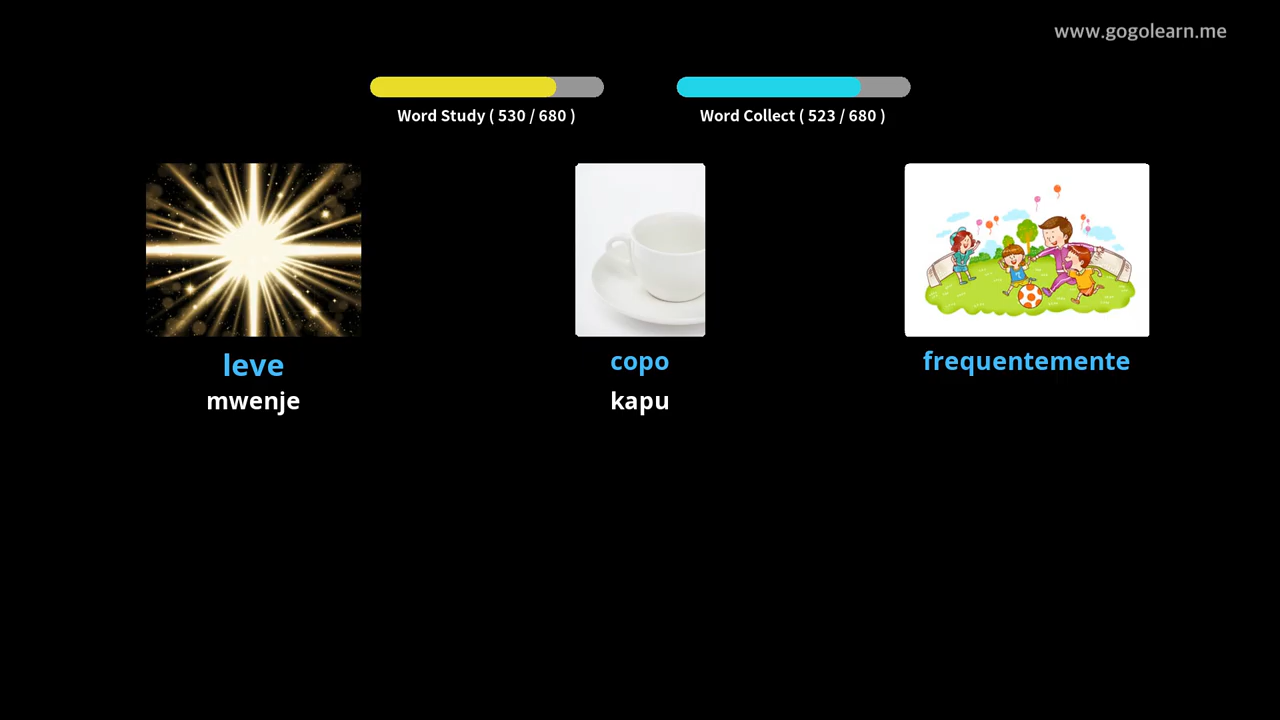 www.gogolearn.me
Word Study ( 530 / 680 )
Word Collect ( 523 / 680 )
leve
mwenje
copo
kapu
frequentemente